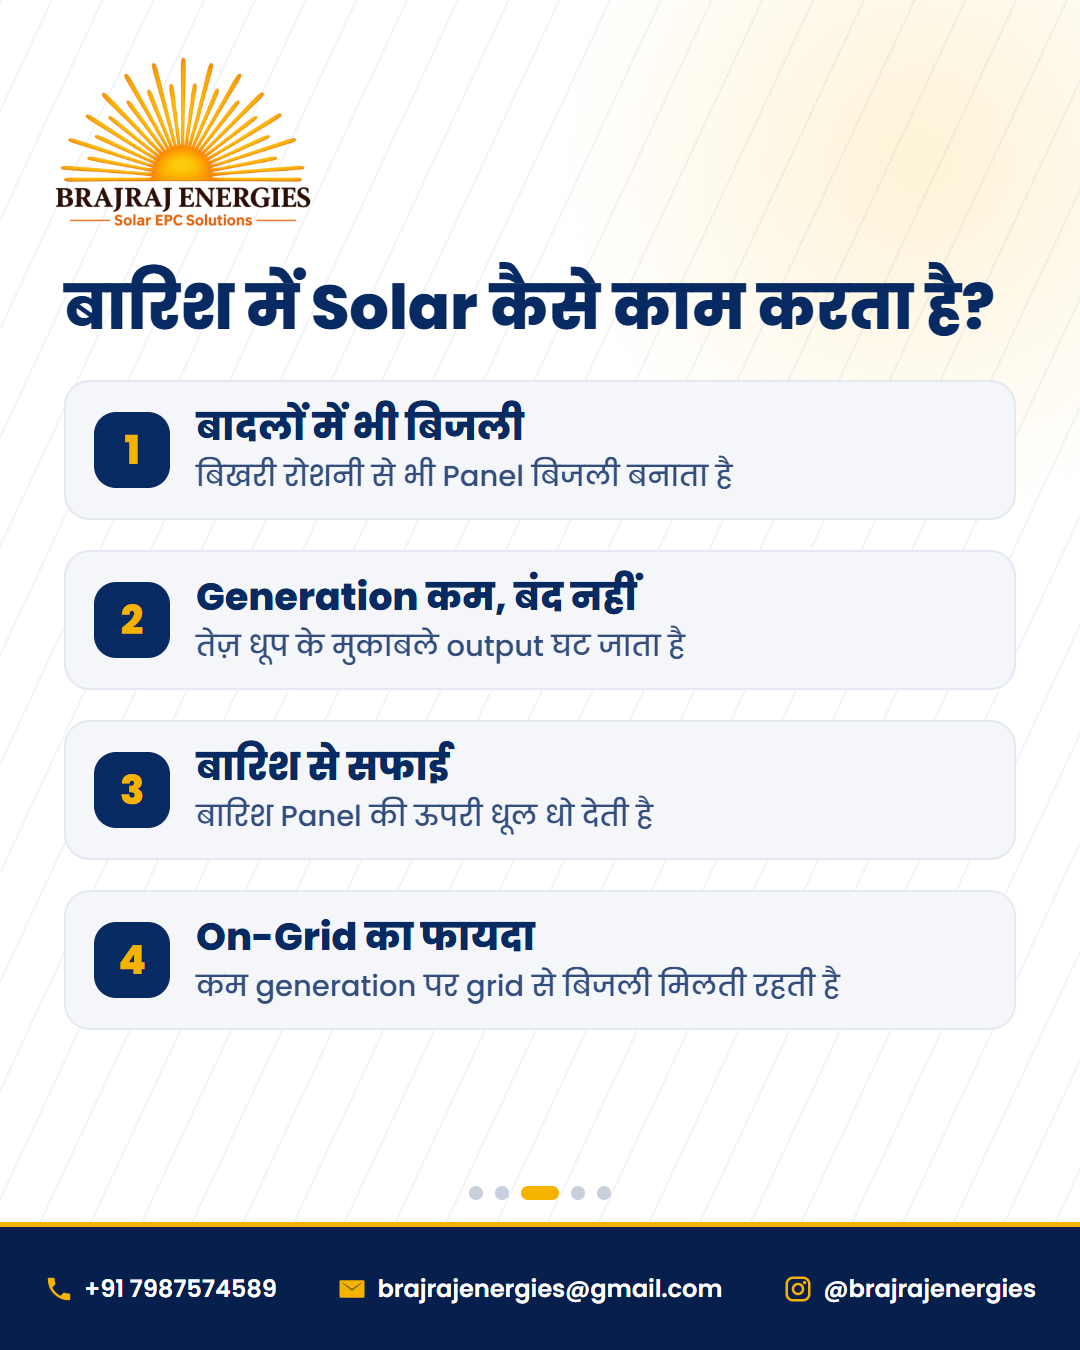 BRAJRAJ ENERGIES
Solar EPC Solutions
बारिश में Solar कैसे काम करता है?
1
बादलों में भी बिजली
बिखरी रोशनी से भी Panel बिजली बनाता है
2
Generation कम, बंद नहीं
तेज़ धूप के मुकाबले output घट जाता है
3
बारिश से सफाई
बारिश Panel की ऊपरी धूल धो देती है
4
On-Grid का फायदा
कम generation पर grid से बिजली मिलती रहती है
+91 7987574589
brajrajenergies@gmail.com
@brajrajenergies